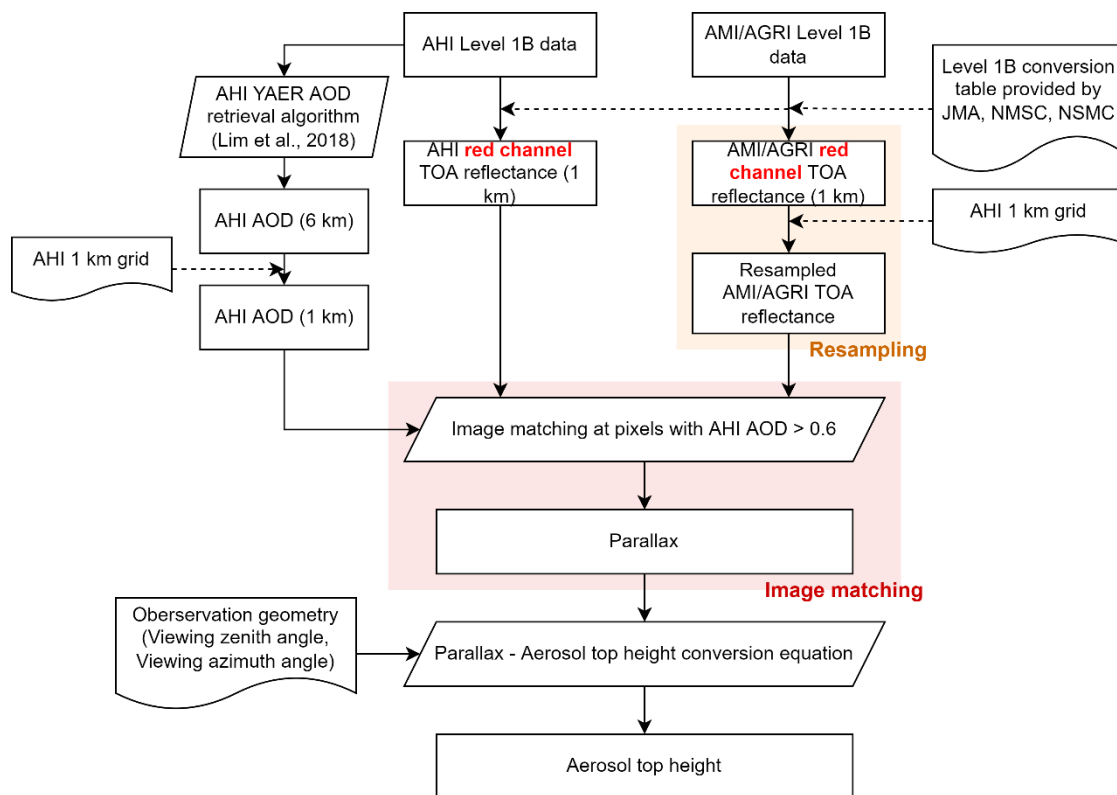 AHI Level 1B data
AMI/AGRI Level 1B
data
Level 1B conversion
table provided by
JMA, NMSC, NSMC
AHI YAER AOD
retrieval algorithm
(Lim et al., 2018)
AHI red channel
TOA reflectance (1
km)
AMI/AGRI red
channel TOA
reflectance (1 km)
AHI 1 km grid
AHI AOD (6 km)
AHI 1 km grid
Resampled
AMI/AGRI TOA
reflectance
AHI AOD (1 km)
Resampling
Image matching at pixels with AHI AOD > 0.6
Parallax
Image matching
Oberservation geometry
(Viewing zenith angle,
Viewing azimuth angle)
Parallax - Aerosol top height conversion equation
Aerosol top height